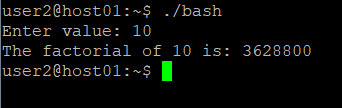 user2@host01:~$ ./bash
Enter value: 10
The factorial of 10 is: 3628800
user2@host01:~$